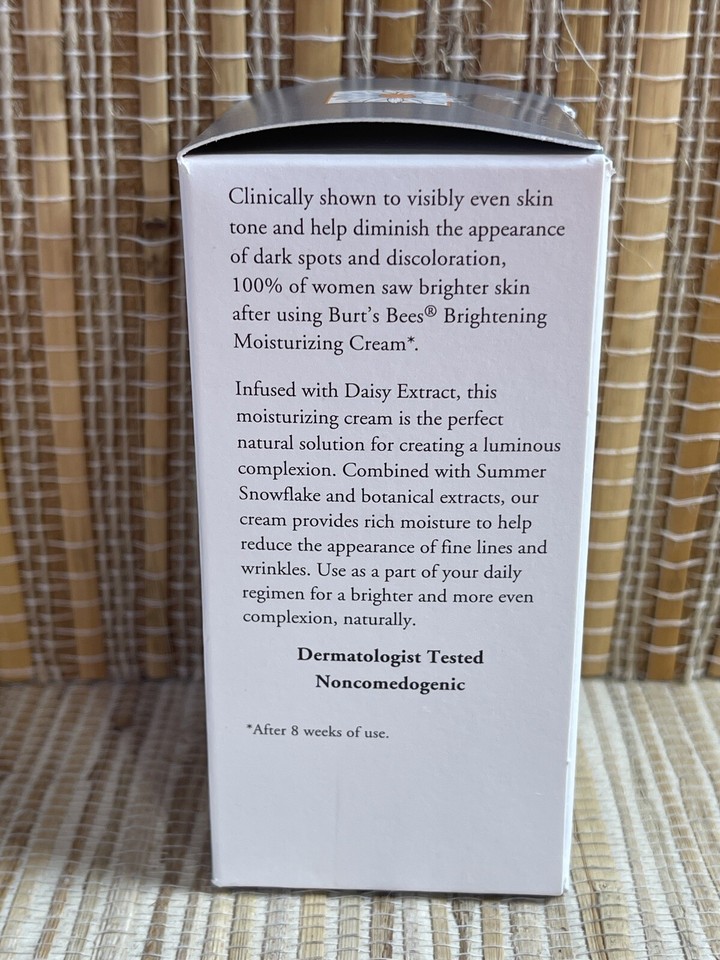 Clinically shown to visibly even skin
tone and help diminish the appearance
of dark spots and discoloration,
100% of women saw brighter skin
after using Burt's Bees® Brightening
Moisturizing Cream*.
Infused with Daisy Extract, this
moisturizing cream is the perfect
natural solution for creating a luminous
complexion. Combined with Summer
Snowflake and botanical extracts, our
cream provides rich moisture to help
reduce the appearance of fine lines and
wrinkles. Use as a part of your daily
regimen for a brighter and more even
complexion, naturally.
Dermatologist Tested
Noncomedogenic
*After 8 weeks of use.